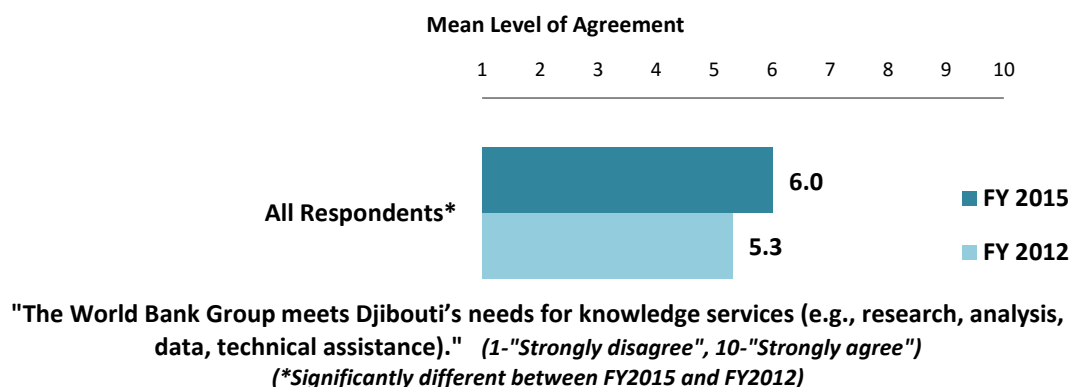 Mean Level of Agreement
1 2 3 4 5 6 7 8 9 10
6.0
All Respondents*
FY 2015
5.3
FY 2012
"The World Bank Group meets Djibouti’s needs for knowledge services (e.g., research, analysis,
data, technical assistance)." (1-"Strongly disagree", 10-"Strongly agree")
(*Significantly different between FY2015 and FY2012)